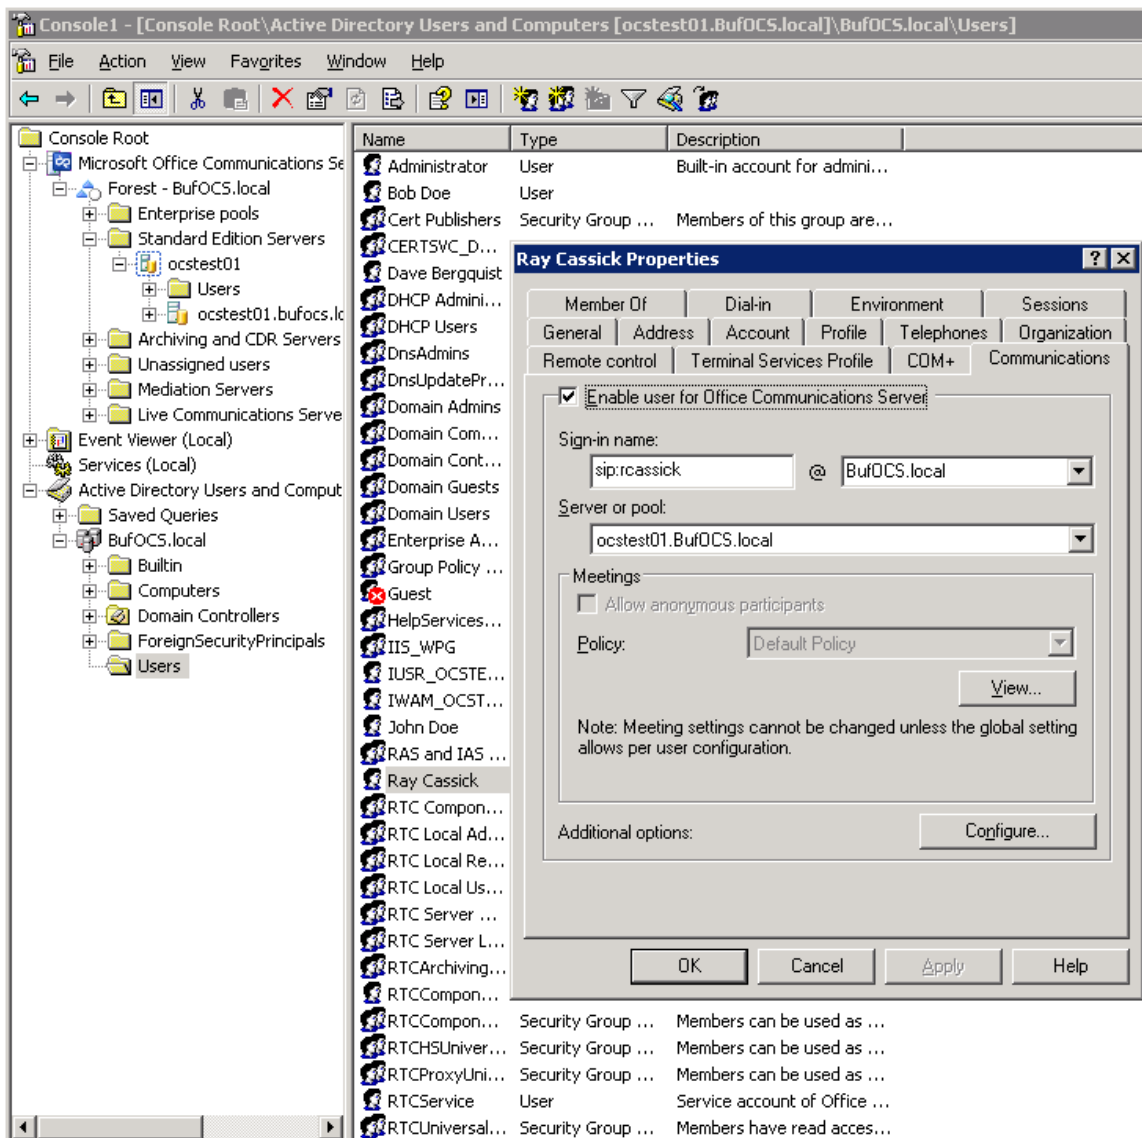 Console1 - [Console Root\Active Directory Users and Computers [ocstest01.BufOCS.local]\BufOCS.local\Users]
File Action View Favorites Window Help
Console Root
Microsoft Office Communications Se
Forest - BufOCS.local
Enterprise pools
Standard Edition Servers
ocstest01
Users
ocstest01.bufocs.lc
Archiving and CDR Servers
Unassigned users
Mediation Servers
Live Communications Serve
Event Viewer (Local)
Services (Local)
Active Directory Users and Comput
Saved Queries
BufOCS.local
Builtin
Computers
Domain Controllers
ForeignSecurityPrincipals
Users
Name Type Description
Administrator User Built-in account for admini...
Bob Doe User
Cert Publishers Security Group ... Members of this group are...
CERTSVC_D...
Dave Bergquist
DHCP Admini...
DHCP Users
DnsAdmins
DnsUpdatePr...
Domain Admins
Domain Com...
Domain Cont...
Domain Guests
Domain Users
Enterprise A...
Group Policy ...
Guest
HelpServices...
IIS_WPG
IUSR_OCSTE...
IWAM_OCST...
John Doe
RAS and IAS ...
Ray Cassick
RTC Compon...
RTC Local Ad...
RTC Local Re...
RTC Local Us...
RTC Server ...
RTC Server L...
RTCArchiving...
RTCCompon...
RTCCompon... Security Group ... Members can be used as ...
RTCHSUniver... Security Group ... Members can be used as ...
RTCProxyUni... Security Group ... Members can be used as ...
RTCService User Service account of Office ...
RTCUniversal... Security Group ... Members have read acces...
Ray Cassick Properties
Member Of Dial-in Environment Sessions
General Address Account Profile Telephones Organization
Remote control Terminal Services Profile COM+ Communications
Enable user for Office Communications Server
Sign-in name:
sip:rcassick @ BufOCS.local
Server or pool:
ocstest01.BufOCS.local
Meetings
Allow anonymous participants
Policy: Default Policy
View...
Note: Meeting settings cannot be changed unless the global setting
allows per user configuration.
Additional options: Configure...
OK Cancel Apply Help